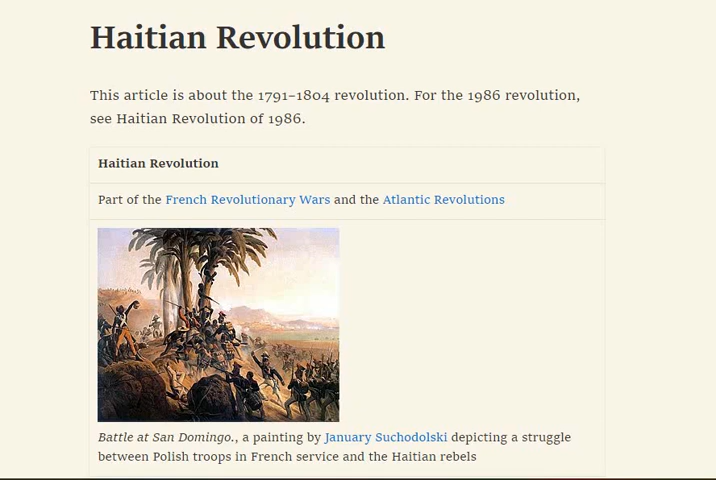 Haitian Revolution
This article is about the 1791–1804 revolution. For the 1986 revolution,
see Haitian Revolution of 1986.
Haitian Revolution
Part of the French Revolutionary Wars and the Atlantic Revolutions
Battle at San Domingo., a painting by January Suchodolski depicting a struggle
between Polish troops in French service and the Haitian rebels